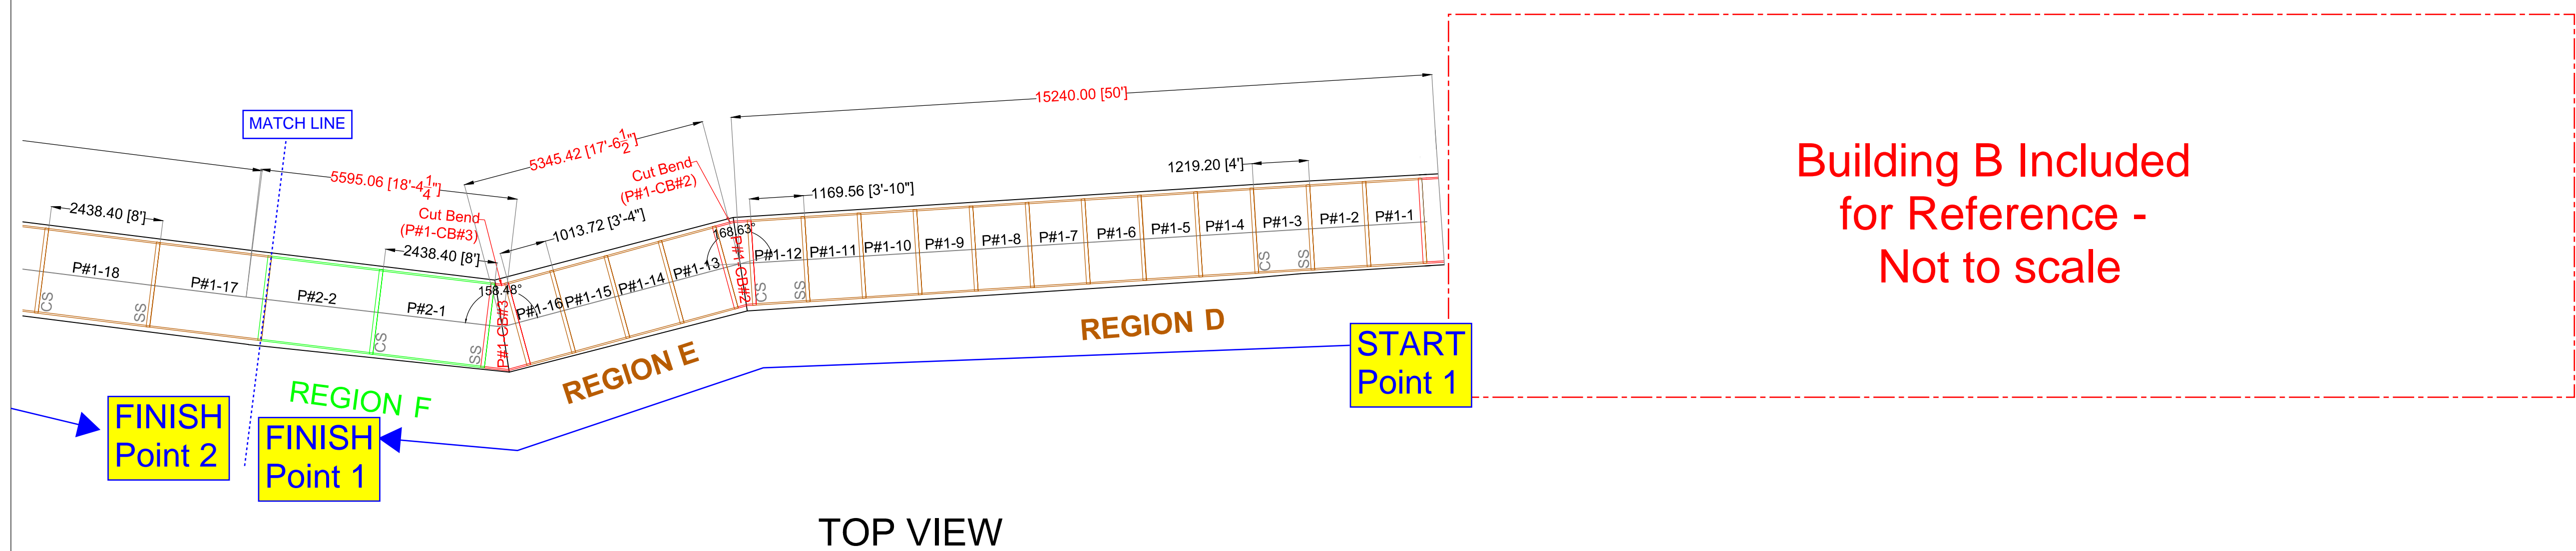 15240.00 [50']
MATCH LINE
5345.42 [17'-6 1/2"]
Cut Bend
(P#1-CB#2)
1219.20 [4']
5595.06 [18'-4 1/4"]
1169.56 [3'-10"]
2438.40 [8']
Cut Bend
(P#1-CB#3)
1013.72 [3'-4"]
2438.40 [8']
168.63°
158.48°
P#1-18
P#1-17
P#2-2
P#2-1
P#1-CB#3
P#1-16
P#1-15
P#1-14
P#1-13
P#1-CB#2
P#1-12
P#1-11
P#1-10
P#1-9
P#1-8
P#1-7
P#1-6
P#1-5
P#1-4
P#1-3
P#1-2
P#1-1
CS
SS
CS
SS
CS
SS
CS
SS
Building B Included
for Reference -
Not to scale
REGION D
REGION E
REGION F
START
Point 1
FINISH
Point 2
FINISH
Point 1
TOP VIEW